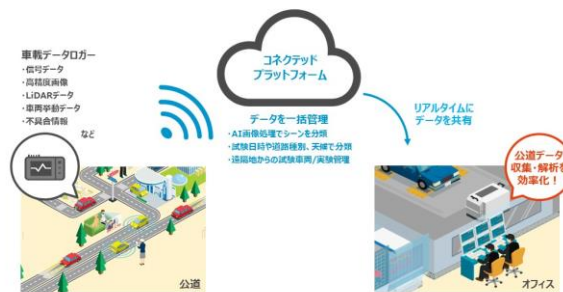 車載データロガー
・信号データ
・高精度画像
・LiDARデータ
・車両挙動データ
・不具合情報
など
コネクテッド
プラットフォーム
データを一括管理
・AI画像処理でシーンを分類
・試験日時や道路種別、天候で分類
・遠隔地からの試験車両/実験管理
リアルタイムに
データを共有
公道データ
収集・解析を
効率化!
公道
オフィス